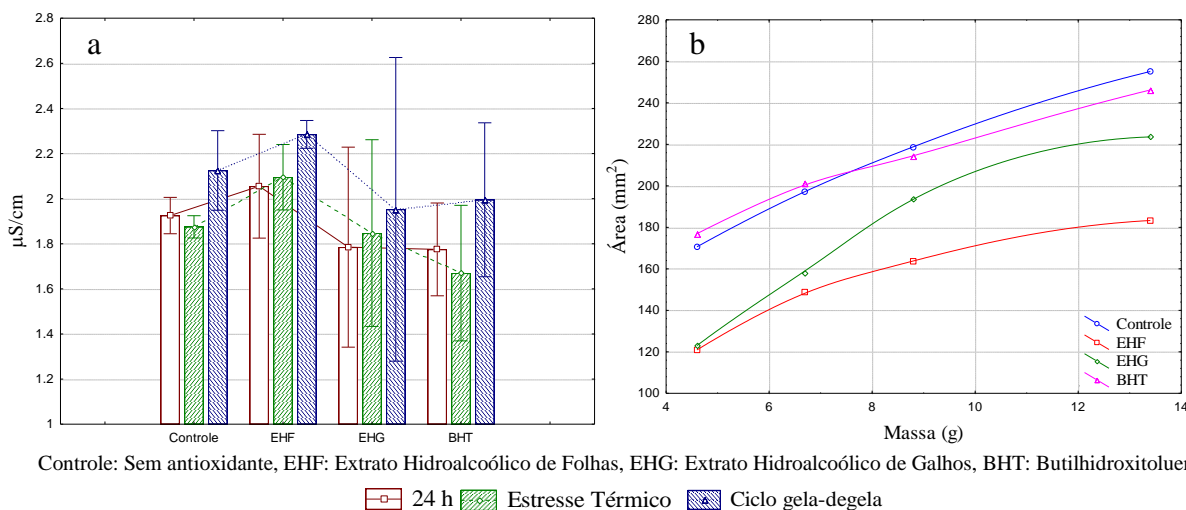 a
µS/cm
2.8
2.6
2.4
2.2
2
1.8
1.6
1.4
1.2
1
Controle EHF EHG BHT
b
Área (mm²)
280
260
240
220
200
180
160
140
120
100
4 6 8 10 12 14
Massa (g)
Controle
EHF
EHG
BHT
Controle: Sem antioxidante, EHF: Extrato Hidroalcoólico de Folhas, EHG: Extrato Hidroalcoólico de Galhos, BHT: Butilhidroxitoluen
24 h Estresse Térmico Ciclo gela-degela